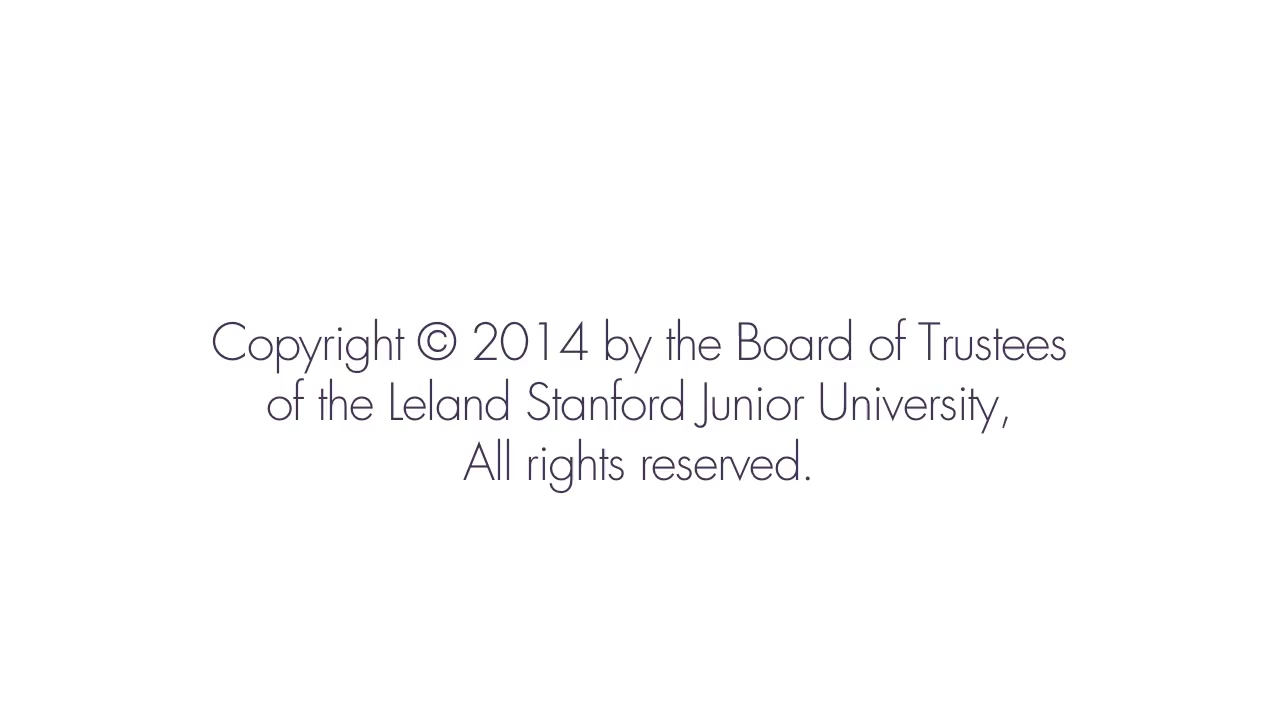 Copyright © 2014 by the Board of Trustees
of the Leland Stanford Junior University,
All rights reserved.